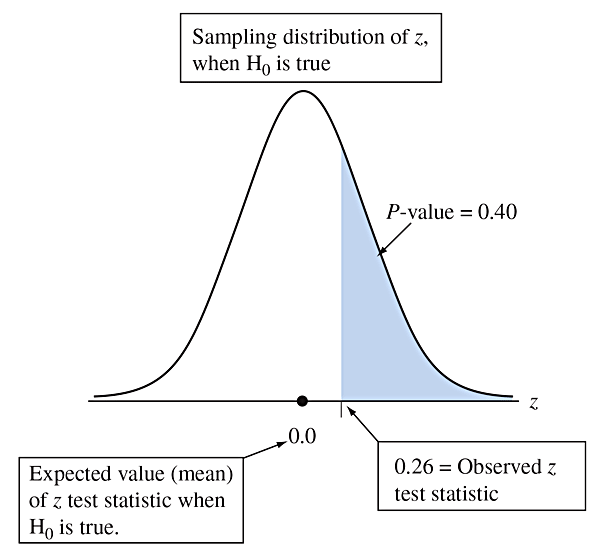 Sampling distribution of z,
when H₀ is true
P-value = 0.40
z
0.0
0.26 = Observed z
test statistic
Expected value (mean)
of z test statistic when
H₀ is true.